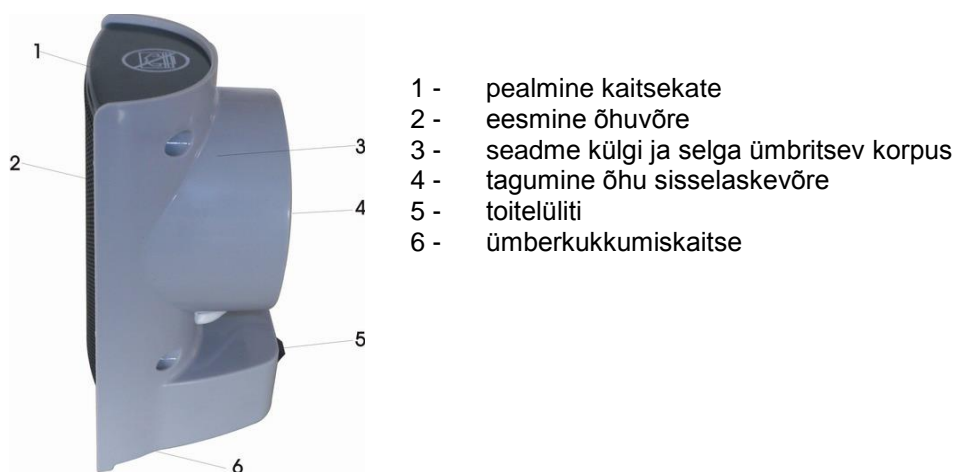 1
2
3
4
5
6
1 - pealmine kaitsekate
2 - eesmine õhuvõre
3 - seadme külgi ja selga ümbritsev korpus
4 - tagumine õhu sisselaskevõre
5 - toitelüliti
6 - ümberkukkumiskaitse